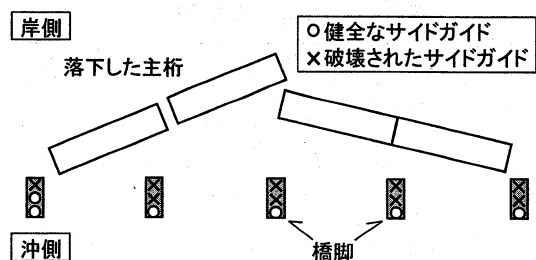 岸側
○健全なサイドガイド
×破壊されたサイドガイド
落下した主桁
沖側
橋脚